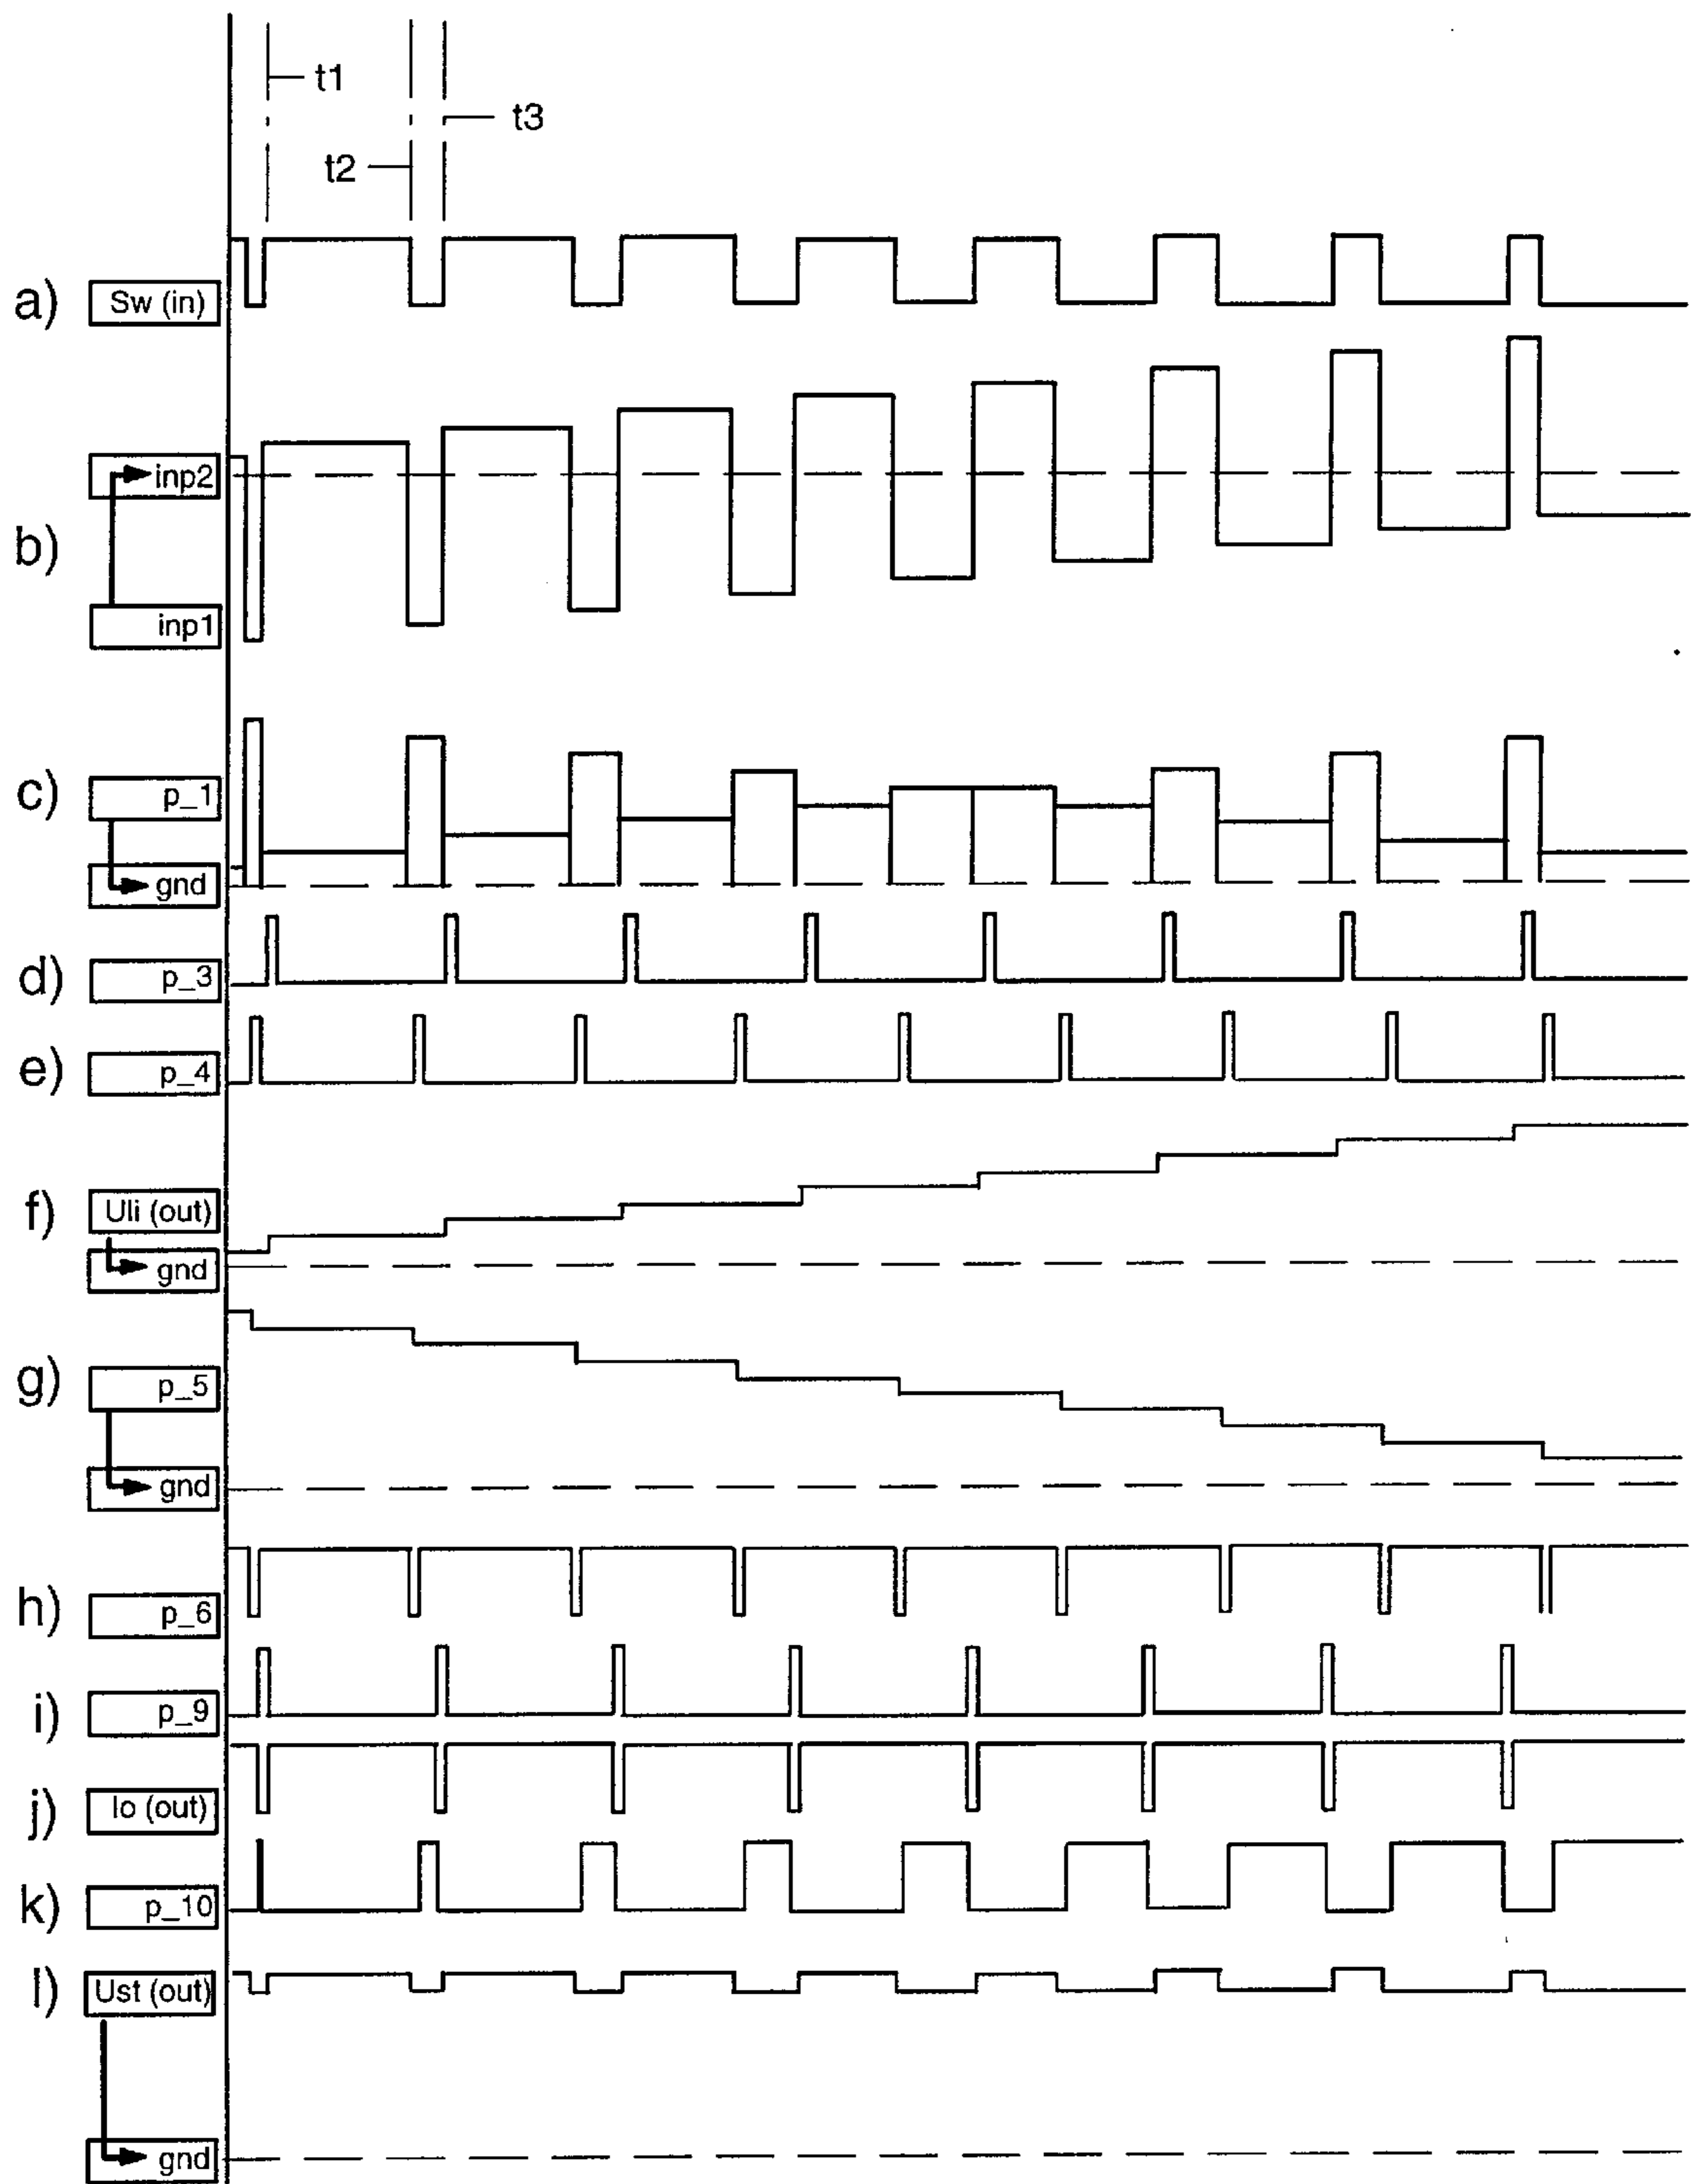 t1
t3
t2
a) Sw (in)
inp2
b)
inp1
c) p_1
gnd
d) p_3
e) p_4
f) Uli (out)
gnd
g) p_5
gnd
h) p_6
i) p_9
j) Io (out)
k) p_10
l) Ust (out)
gnd